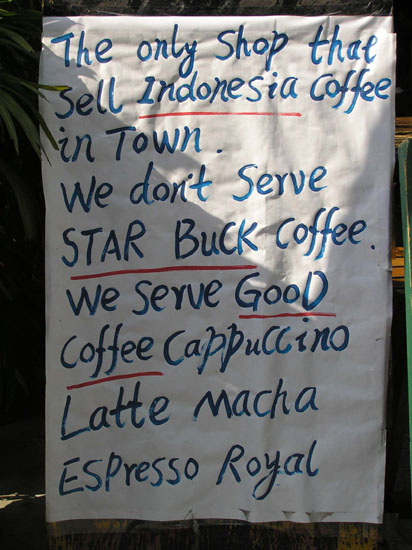 The only Shop that
Sell Indonesia Coffee
in Town.
We don't Serve
STAR BUCK Coffee.
We Serve GOOD
Coffee Cappuccino
Latte Macha
Espresso Royal